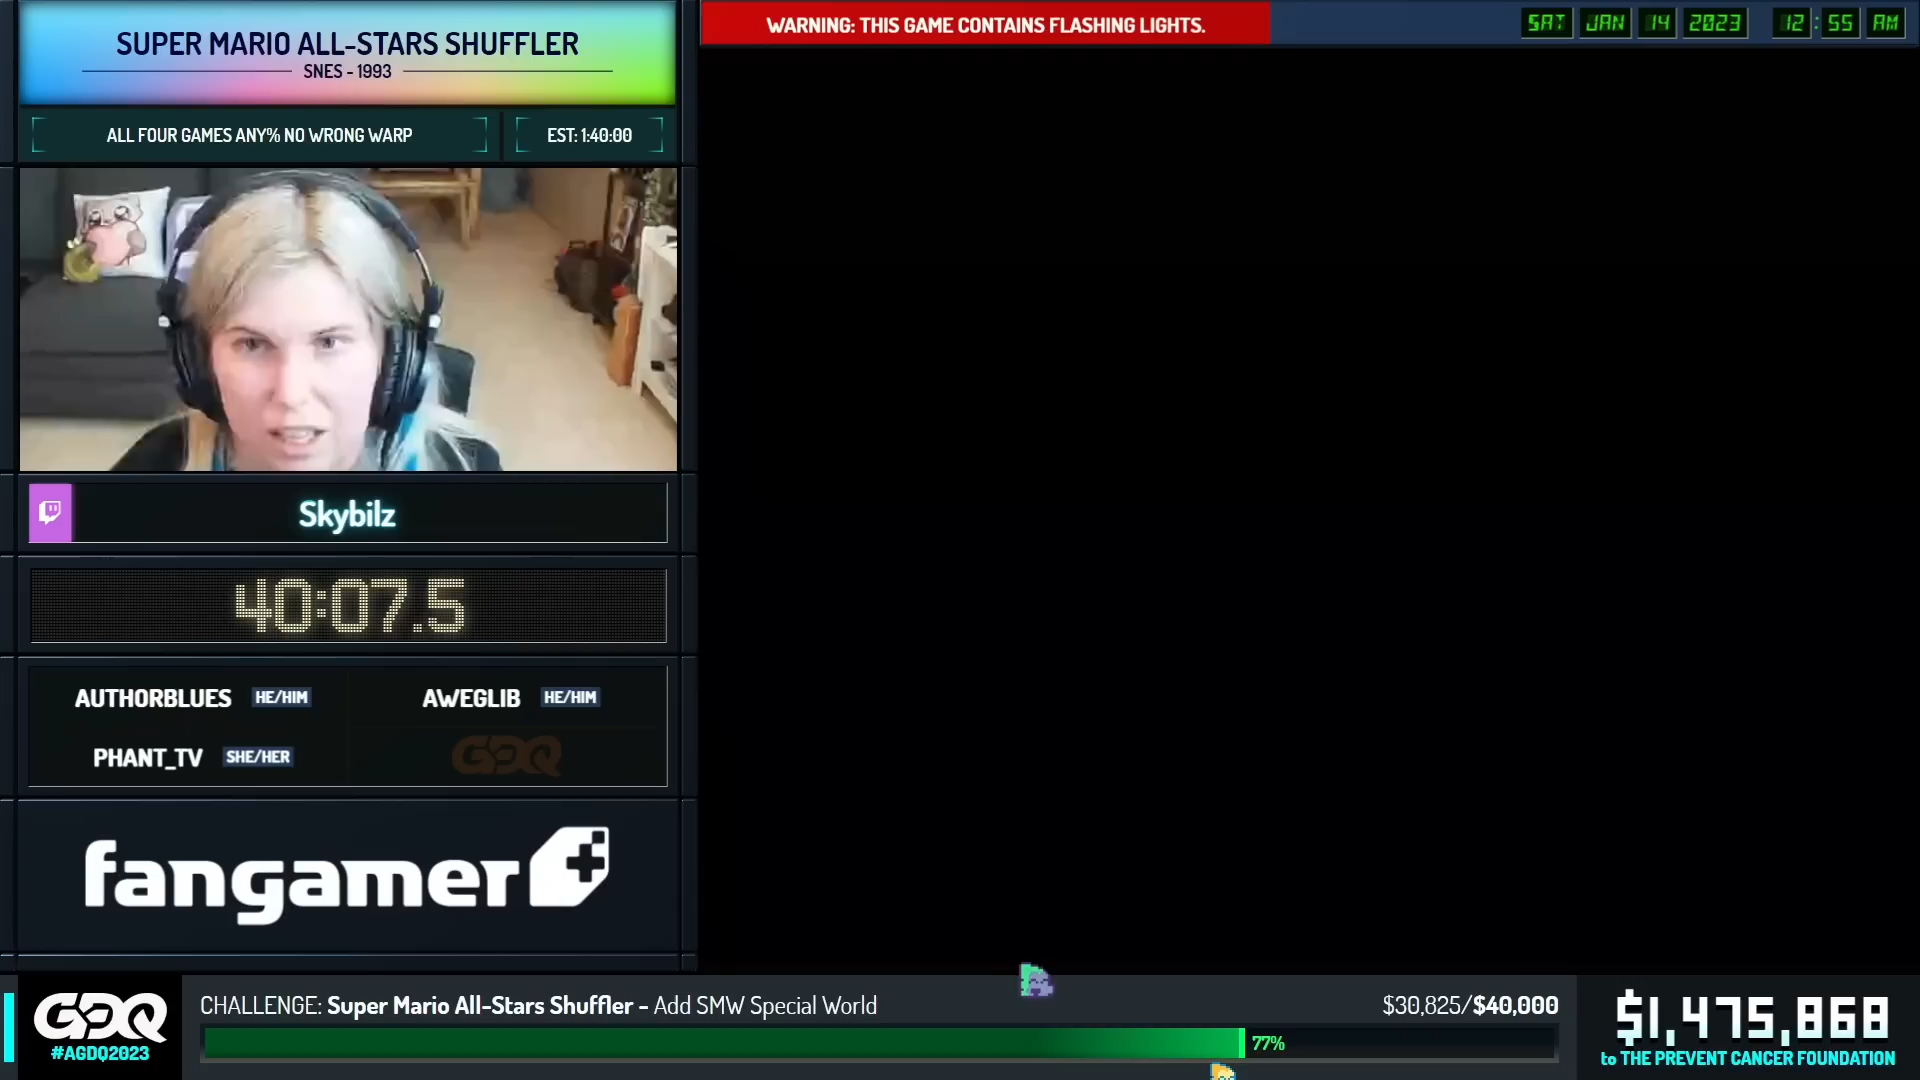 SUPER MARIO ALL-STARS SHUFFLER
SNES - 1993
ALL FOUR GAMES ANY% NO WRONG WARP
EST: 1:40:00
WARNING: THIS GAME CONTAINS FLASHING LIGHTS.
SAT JAN 14 2023 12:55 AM
Skybilz
40:07.5
AUTHORBLUES HE/HIM
AWEGLIB HE/HIM
PHANT_TV SHE/HER
GDQ
fangamer
GDQ
#AGDQ2023
CHALLENGE: Super Mario All-Stars Shuffler - Add SMW Special World
$30,825/$40,000
77%
$1,475,868
to THE PREVENT CANCER FOUNDATION